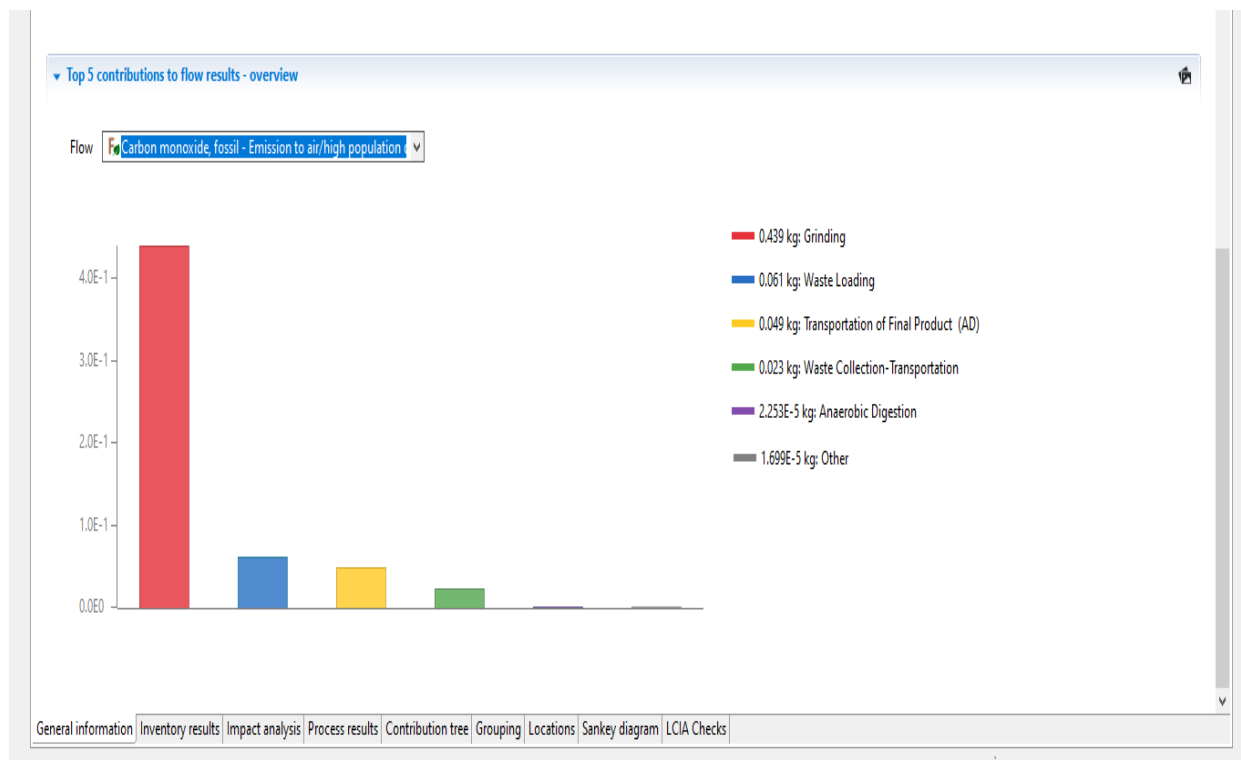 Top 5 contributions to flow results - overview
Flow Carbon monoxide, fossil - Emission to air/high population
0.439 kg: Grinding
0.061 kg: Waste Loading
0.049 kg: Transportation of Final Product (AD)
0.023 kg: Waste Collection-Transportation
2.253E-5 kg: Anaerobic Digestion
1.699E-5 kg: Other
4.0E-1
3.0E-1
2.0E-1
1.0E-1
0.0E0
General information Inventory results Impact analysis Process results Contribution tree Grouping Locations Sankey diagram LCIA Checks